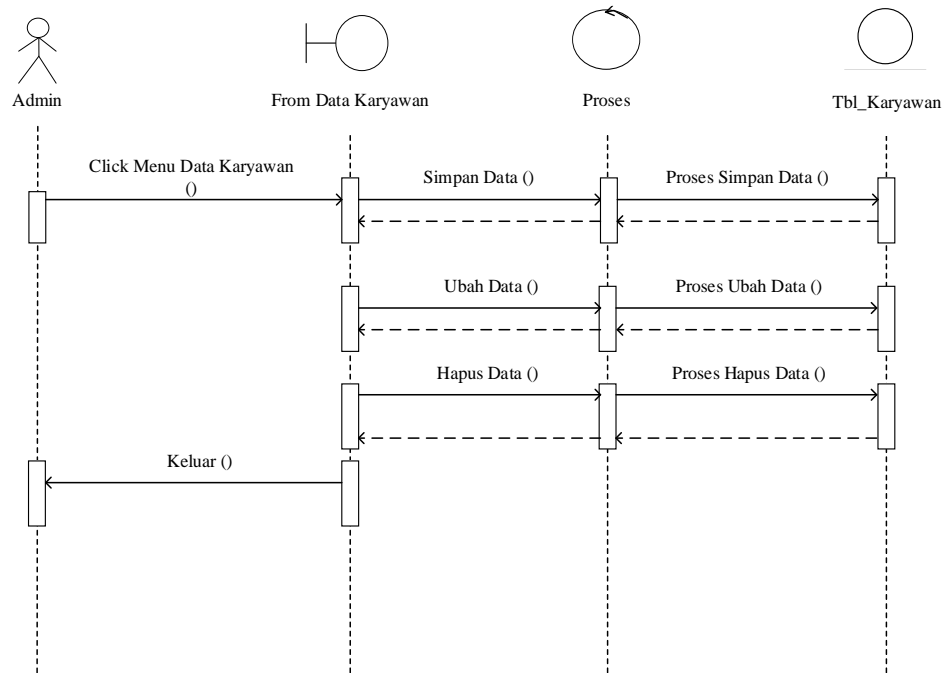 Admin
From Data Karyawan
Proses
Tbl_Karyawan
Click Menu Data Karyawan
()
Simpan Data ()
Proses Simpan Data ()
Ubah Data ()
Proses Ubah Data ()
Hapus Data ()
Proses Hapus Data ()
Keluar ()